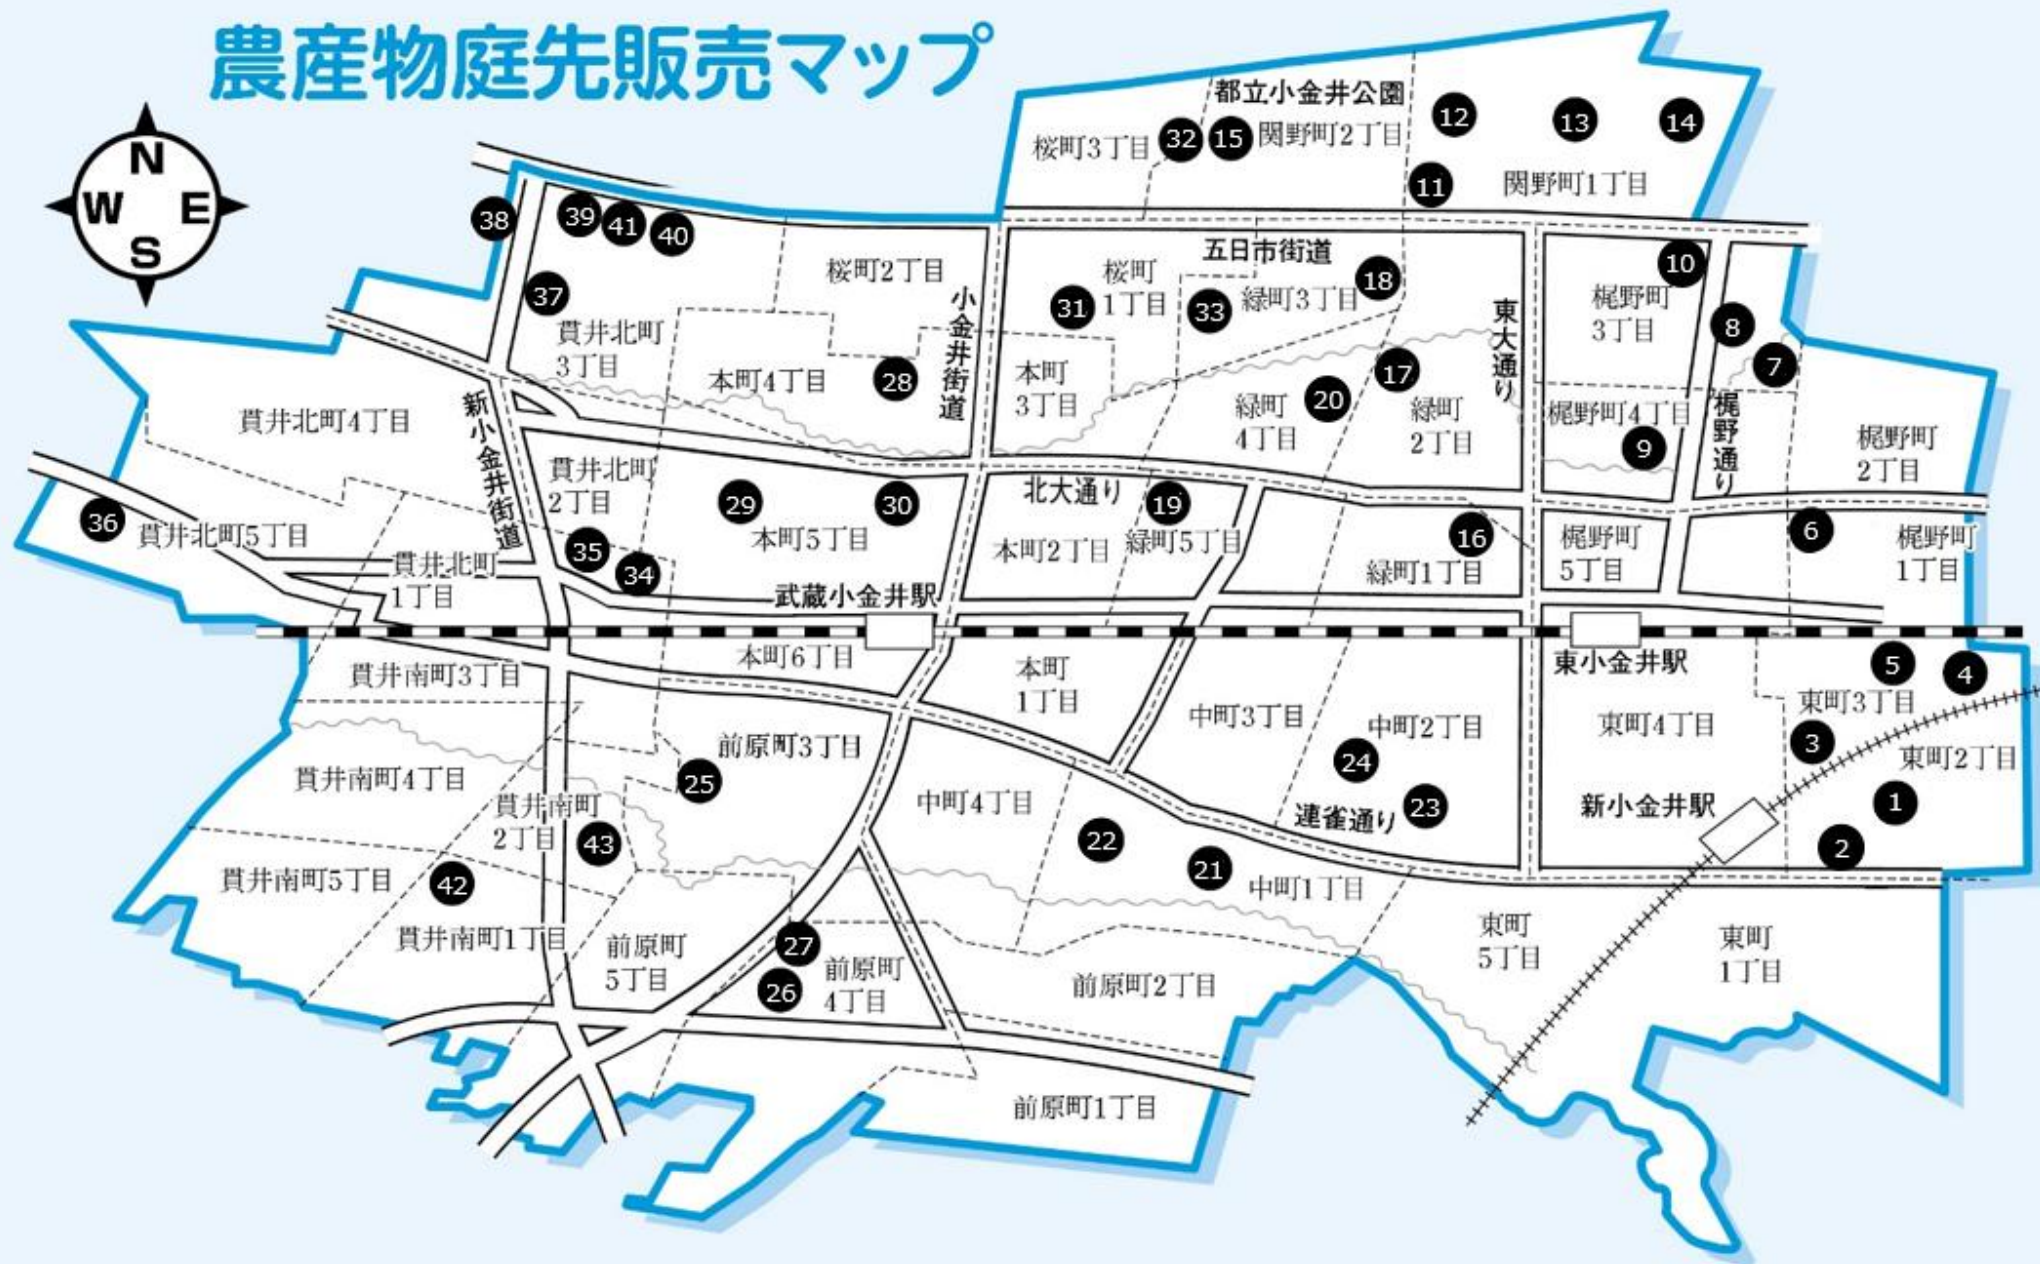 農産物庭先販売マップ
N
W E
S
都立小金井公園
桜町3丁目
32
15
関野町2丁目
12
13
14
11
関野町1丁目
38
39
41
40
37
桜町2丁目
小金井街道
五日市街道
桜町
1丁目
31
33
緑町3丁目
18
東大通り
梶野町
3丁目
10
8
7
貫井北町
3丁目
本町4丁目
28
本町
3丁目
緑町
4丁目
20
17
緑町
2丁目
梶野町4丁目
9
梶野通り
梶野町
2丁目
貫井北町4丁目
新小金井街道
貫井北町
2丁目
29
30
本町5丁目
北大通り
19
本町2丁目
緑町5丁目
16
緑町1丁目
梶野町
5丁目
6
梶野町
1丁目
36
貫井北町5丁目
貫井北町
1丁目
35
34
武蔵小金井駅
本町6丁目
本町
1丁目
東小金井駅
5
4
貫井南町3丁目
前原町3丁目
25
中町3丁目
中町2丁目
24
23
東町4丁目
東町3丁目
3
東町2丁目
1
2
新小金井駅
貫井南町4丁目
貫井南町
2丁目
43
中町4丁目
22
21
連雀通り
中町1丁目
貫井南町5丁目
42
貫井南町1丁目
前原町
5丁目
27
26
前原町
4丁目
前原町2丁目
東町
5丁目
東町
1丁目
前原町1丁目